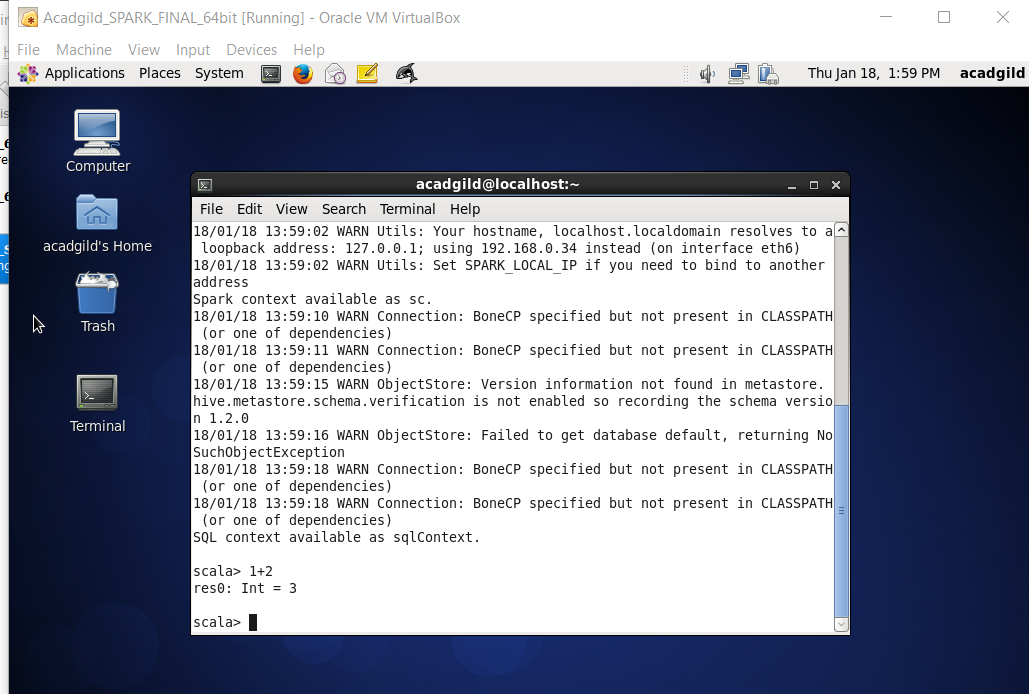 Acadgild_SPARK_FINAL_64bit [Running] - Oracle VM VirtualBox
File Machine View Input Devices Help
Applications Places System Thu Jan 18, 1:59 PM acadgild
Computer
acadgild's Home
Trash
Terminal
acadgild@localhost:~
File Edit View Search Terminal Help
18/01/18 13:59:02 WARN Utils: Your hostname, localhost.localdomain resolves to a
 loopback address: 127.0.0.1; using 192.168.0.34 instead (on interface eth6)
18/01/18 13:59:02 WARN Utils: Set SPARK_LOCAL_IP if you need to bind to another
address
Spark context available as sc.
18/01/18 13:59:10 WARN Connection: BoneCP specified but not present in CLASSPATH
 (or one of dependencies)
18/01/18 13:59:11 WARN Connection: BoneCP specified but not present in CLASSPATH
 (or one of dependencies)
18/01/18 13:59:15 WARN ObjectStore: Version information not found in metastore.
hive.metastore.schema.verification is not enabled so recording the schema versio
n 1.2.0
18/01/18 13:59:16 WARN ObjectStore: Failed to get database default, returning No
SuchObjectException
18/01/18 13:59:18 WARN Connection: BoneCP specified but not present in CLASSPATH
 (or one of dependencies)
18/01/18 13:59:18 WARN Connection: BoneCP specified but not present in CLASSPATH
 (or one of dependencies)
SQL context available as sqlContext.
scala> 1+2
res0: Int = 3
scala>